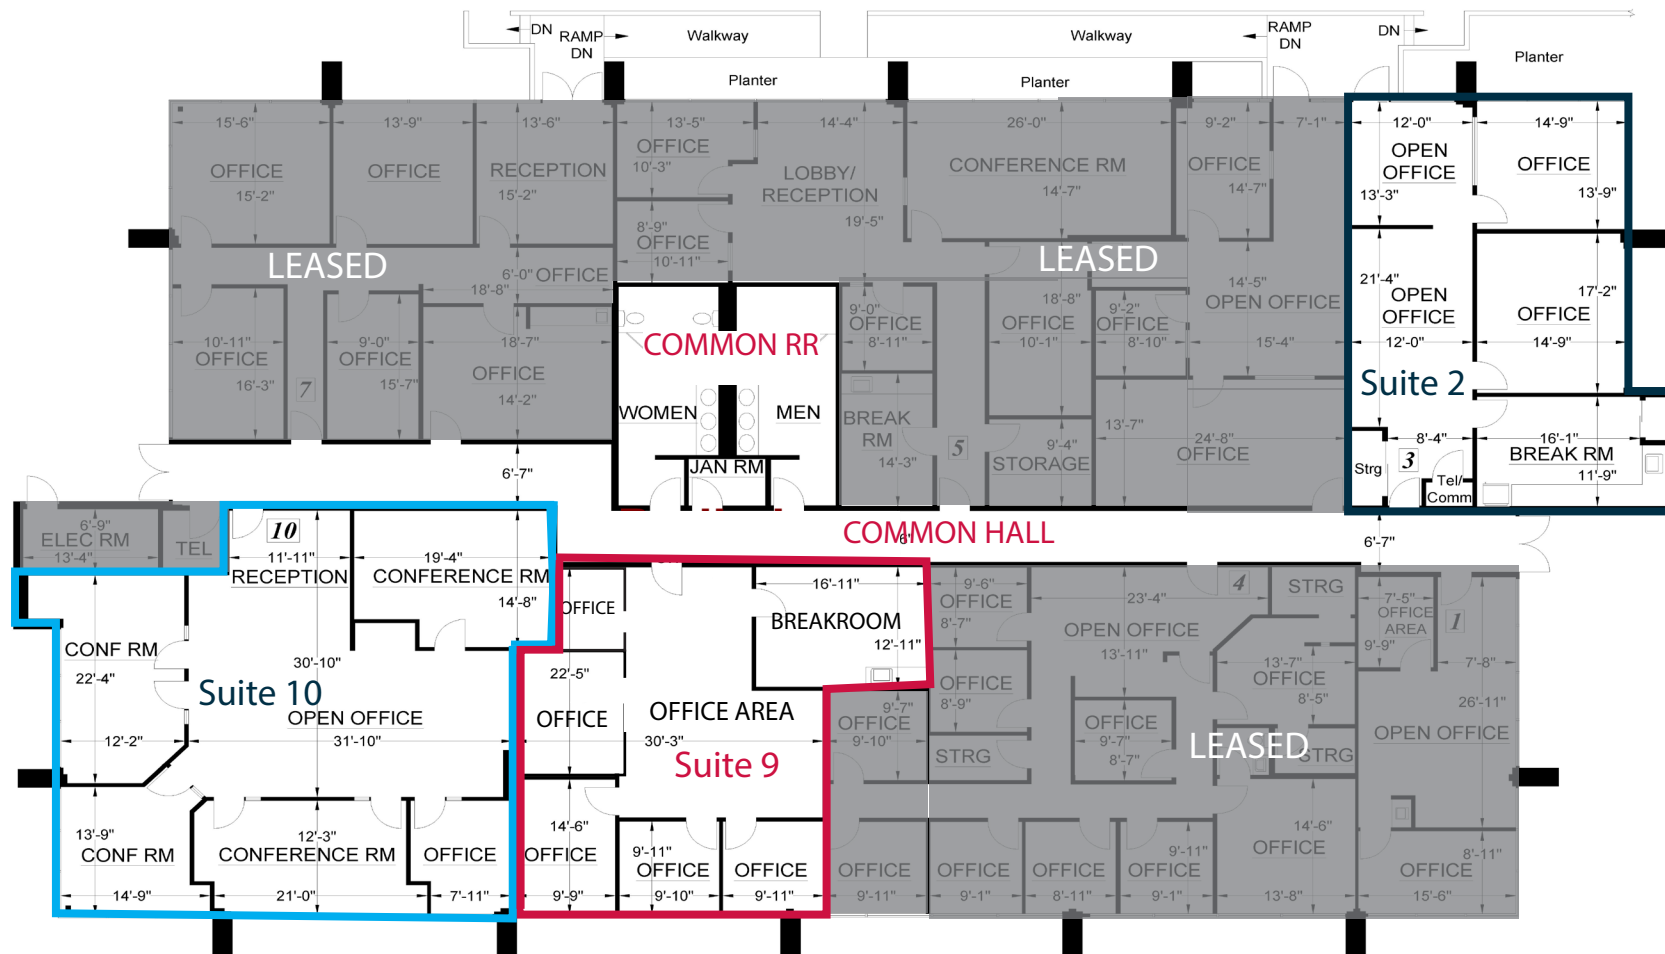 DN
RAMP
DN
Walkway
Walkway
RAMP
DN
DN
Planter
Planter
Planter
15'-6"
13'-9"
13'-6"
13'-5"
14'-4"
26'-0"
9'-2"
7'-1"
12'-0"
14'-9"
OFFICE
15'-2"
OFFICE
RECEPTION
15'-2"
OFFICE
10'-3"
LOBBY/
RECEPTION
19'-5"
CONFERENCE RM
14'-7"
OFFICE
14'-7"
OPEN
OFFICE
13'-3"
OFFICE
13'-9"
8'-9"
OFFICE
10'-11"
LEASED
6'-0"
OFFICE
18'-8"
LEASED
14'-5"
OPEN OFFICE
15'-4"
21'-4"
OPEN
OFFICE
12'-0"
17'-2"
OFFICE
14'-9"
10'-11"
OFFICE
16'-3"
7
9'-0"
OFFICE
15'-7"
18'-7"
OFFICE
14'-2"
COMMON RR
WOMEN
MEN
JAN RM
9'-0"
OFFICE
8'-11"
18'-8"
OFFICE
10'-1"
9'-2"
OFFICE
8'-10"
Suite 2
BREAK
RM
14'-3"
5
9'-4"
STORAGE
13'-7"
24'-8"
OFFICE
8'-4"
3
Strg
Tel/
Comm
16'-1"
BREAK RM
11'-9"
6'-7"
COMMON HALL
6'
6'-7"
6'-9"
ELEC RM
13'-4"
TEL
10
11'-11"
RECEPTION
19'-4"
CONFERENCE RM
14'-8"
CONF RM
22'-4"
12'-2"
30'-10"
Suite 10
OPEN OFFICE
31'-10"
13'-9"
CONF RM
14'-9"
12'-3"
CONFERENCE RM
21'-0"
OFFICE
7'-11"
OFFICE
16'-11"
BREAKROOM
12'-11"
22'-5"
OFFICE
OFFICE AREA
30'-3"
Suite 9
14'-6"
OFFICE
9'-9"
9'-11"
OFFICE
9'-10"
OFFICE
9'-11"
9'-6"
OFFICE
8'-7"
23'-4"
4
STRG
OPEN OFFICE
13'-11"
7'-5"
OFFICE
AREA
9'-9"
1
7'-8"
OFFICE
8'-9"
13'-7"
OFFICE
8'-5"
26'-11"
OPEN OFFICE
9'-7"
OFFICE
9'-10"
STRG
OFFICE
9'-7"
8'-7"
LEASED
STRG
OFFICE
9'-11"
OFFICE
9'-1"
OFFICE
8'-11"
9'-11"
OFFICE
9'-1"
14'-6"
OFFICE
13'-8"
8'-11"
OFFICE
15'-6"